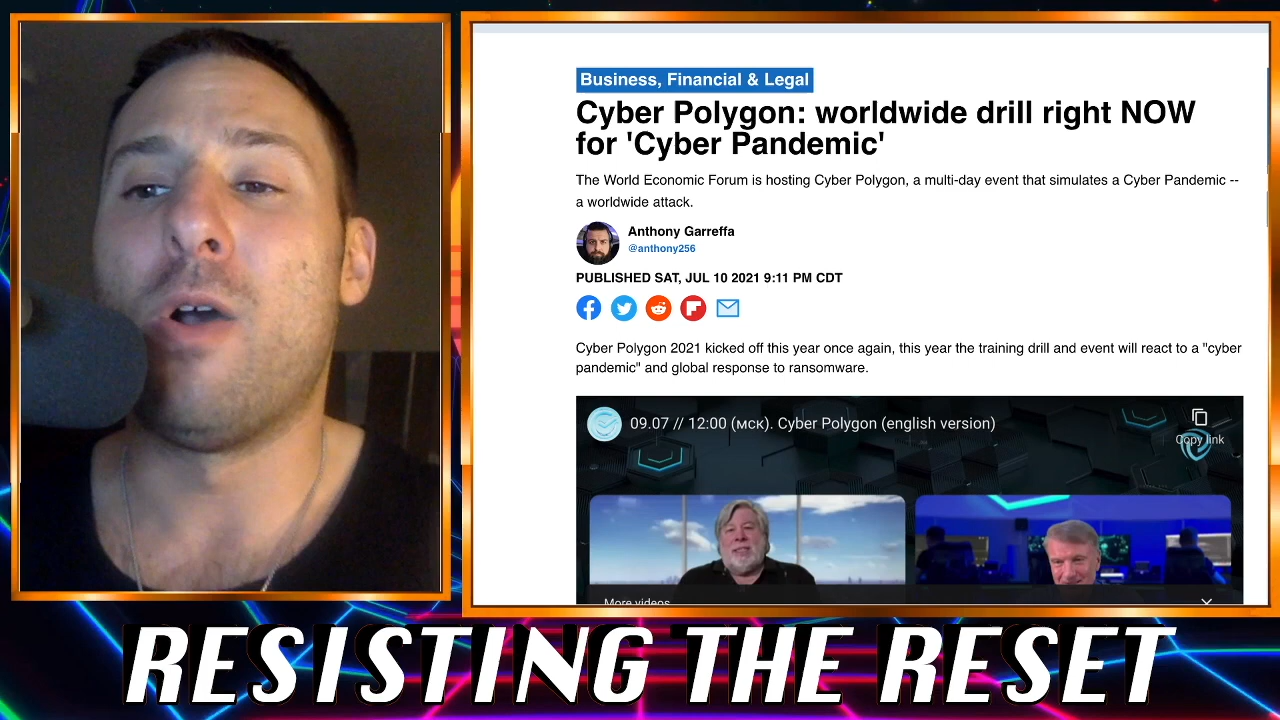 Business, Financial & Legal
Cyber Polygon: worldwide drill right NOW
for 'Cyber Pandemic'
The World Economic Forum is hosting Cyber Polygon, a multi-day event that simulates a Cyber Pandemic --
a worldwide attack.
Anthony Garreffa
@anthony256
PUBLISHED SAT, JUL 10 2021 9:11 PM CDT
Cyber Polygon 2021 kicked off this year once again, this year the training drill and event will react to a "cyber
pandemic" and global response to ransomware.
09.07 // 12:00 (мск). Cyber Polygon (english version)
Copy link
More videos
RESISTING THE RESET